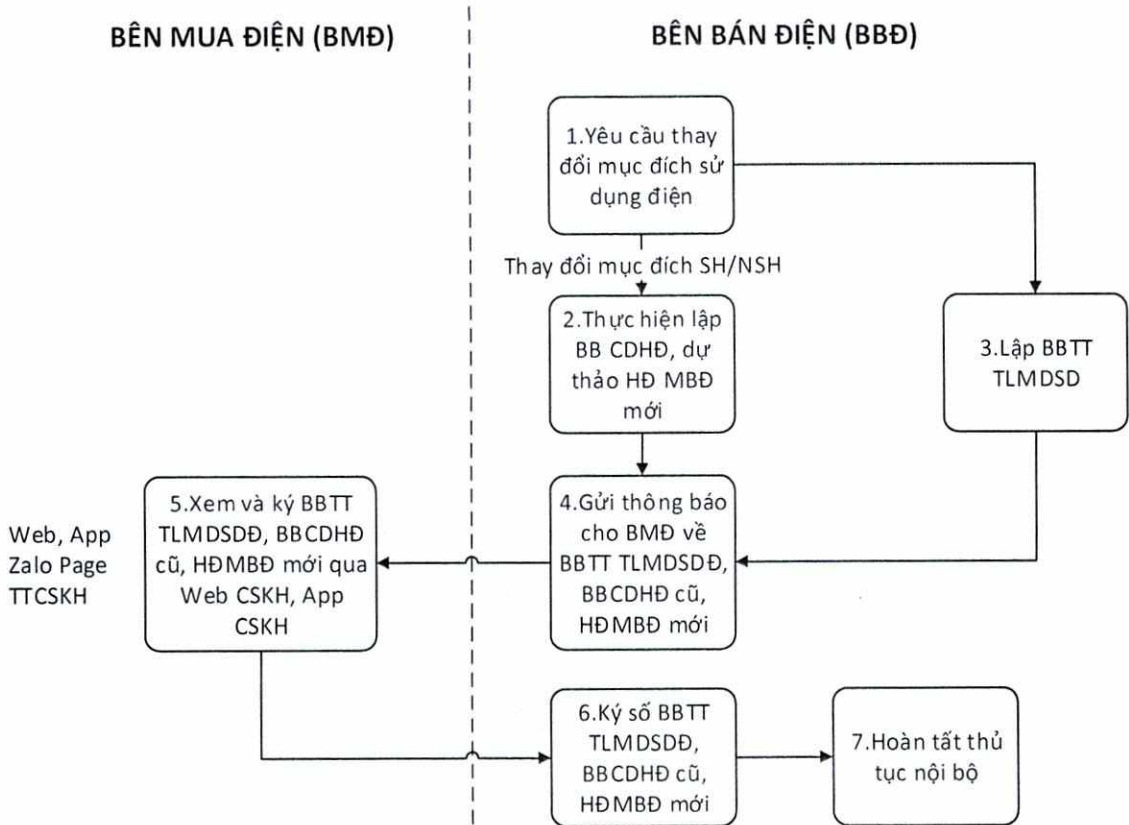 BÊN MUA ĐIỆN (BMĐ)
BÊN BÁN ĐIỆN (BBĐ)
1.Yêu cầu thay
đổi mục đích sử
dụng điện
Thay đổi mục đích SH/NSH
2.Thực hiện lập
BB CDHĐ, dự
thảo HĐ MBĐ
mới
3.Lập BBTT
TLMDSD
4.Gửi thông báo
cho BMĐ về
BBTT TLMDSDĐ,
BBCDHĐ cũ,
HĐMBĐ mới
5.Xem và ký BBTT
TLMDSDĐ, BBCDHĐ
cũ, HĐMBĐ mới qua
Web CSKH, App
CSKH
Web, App
Zalo Page
TTCSKH
6.Ký số BBTT
TLMDSDĐ,
BBCDHĐ cũ,
HĐMBĐ mới
7.Hoàn tất thủ
tục nội bộ